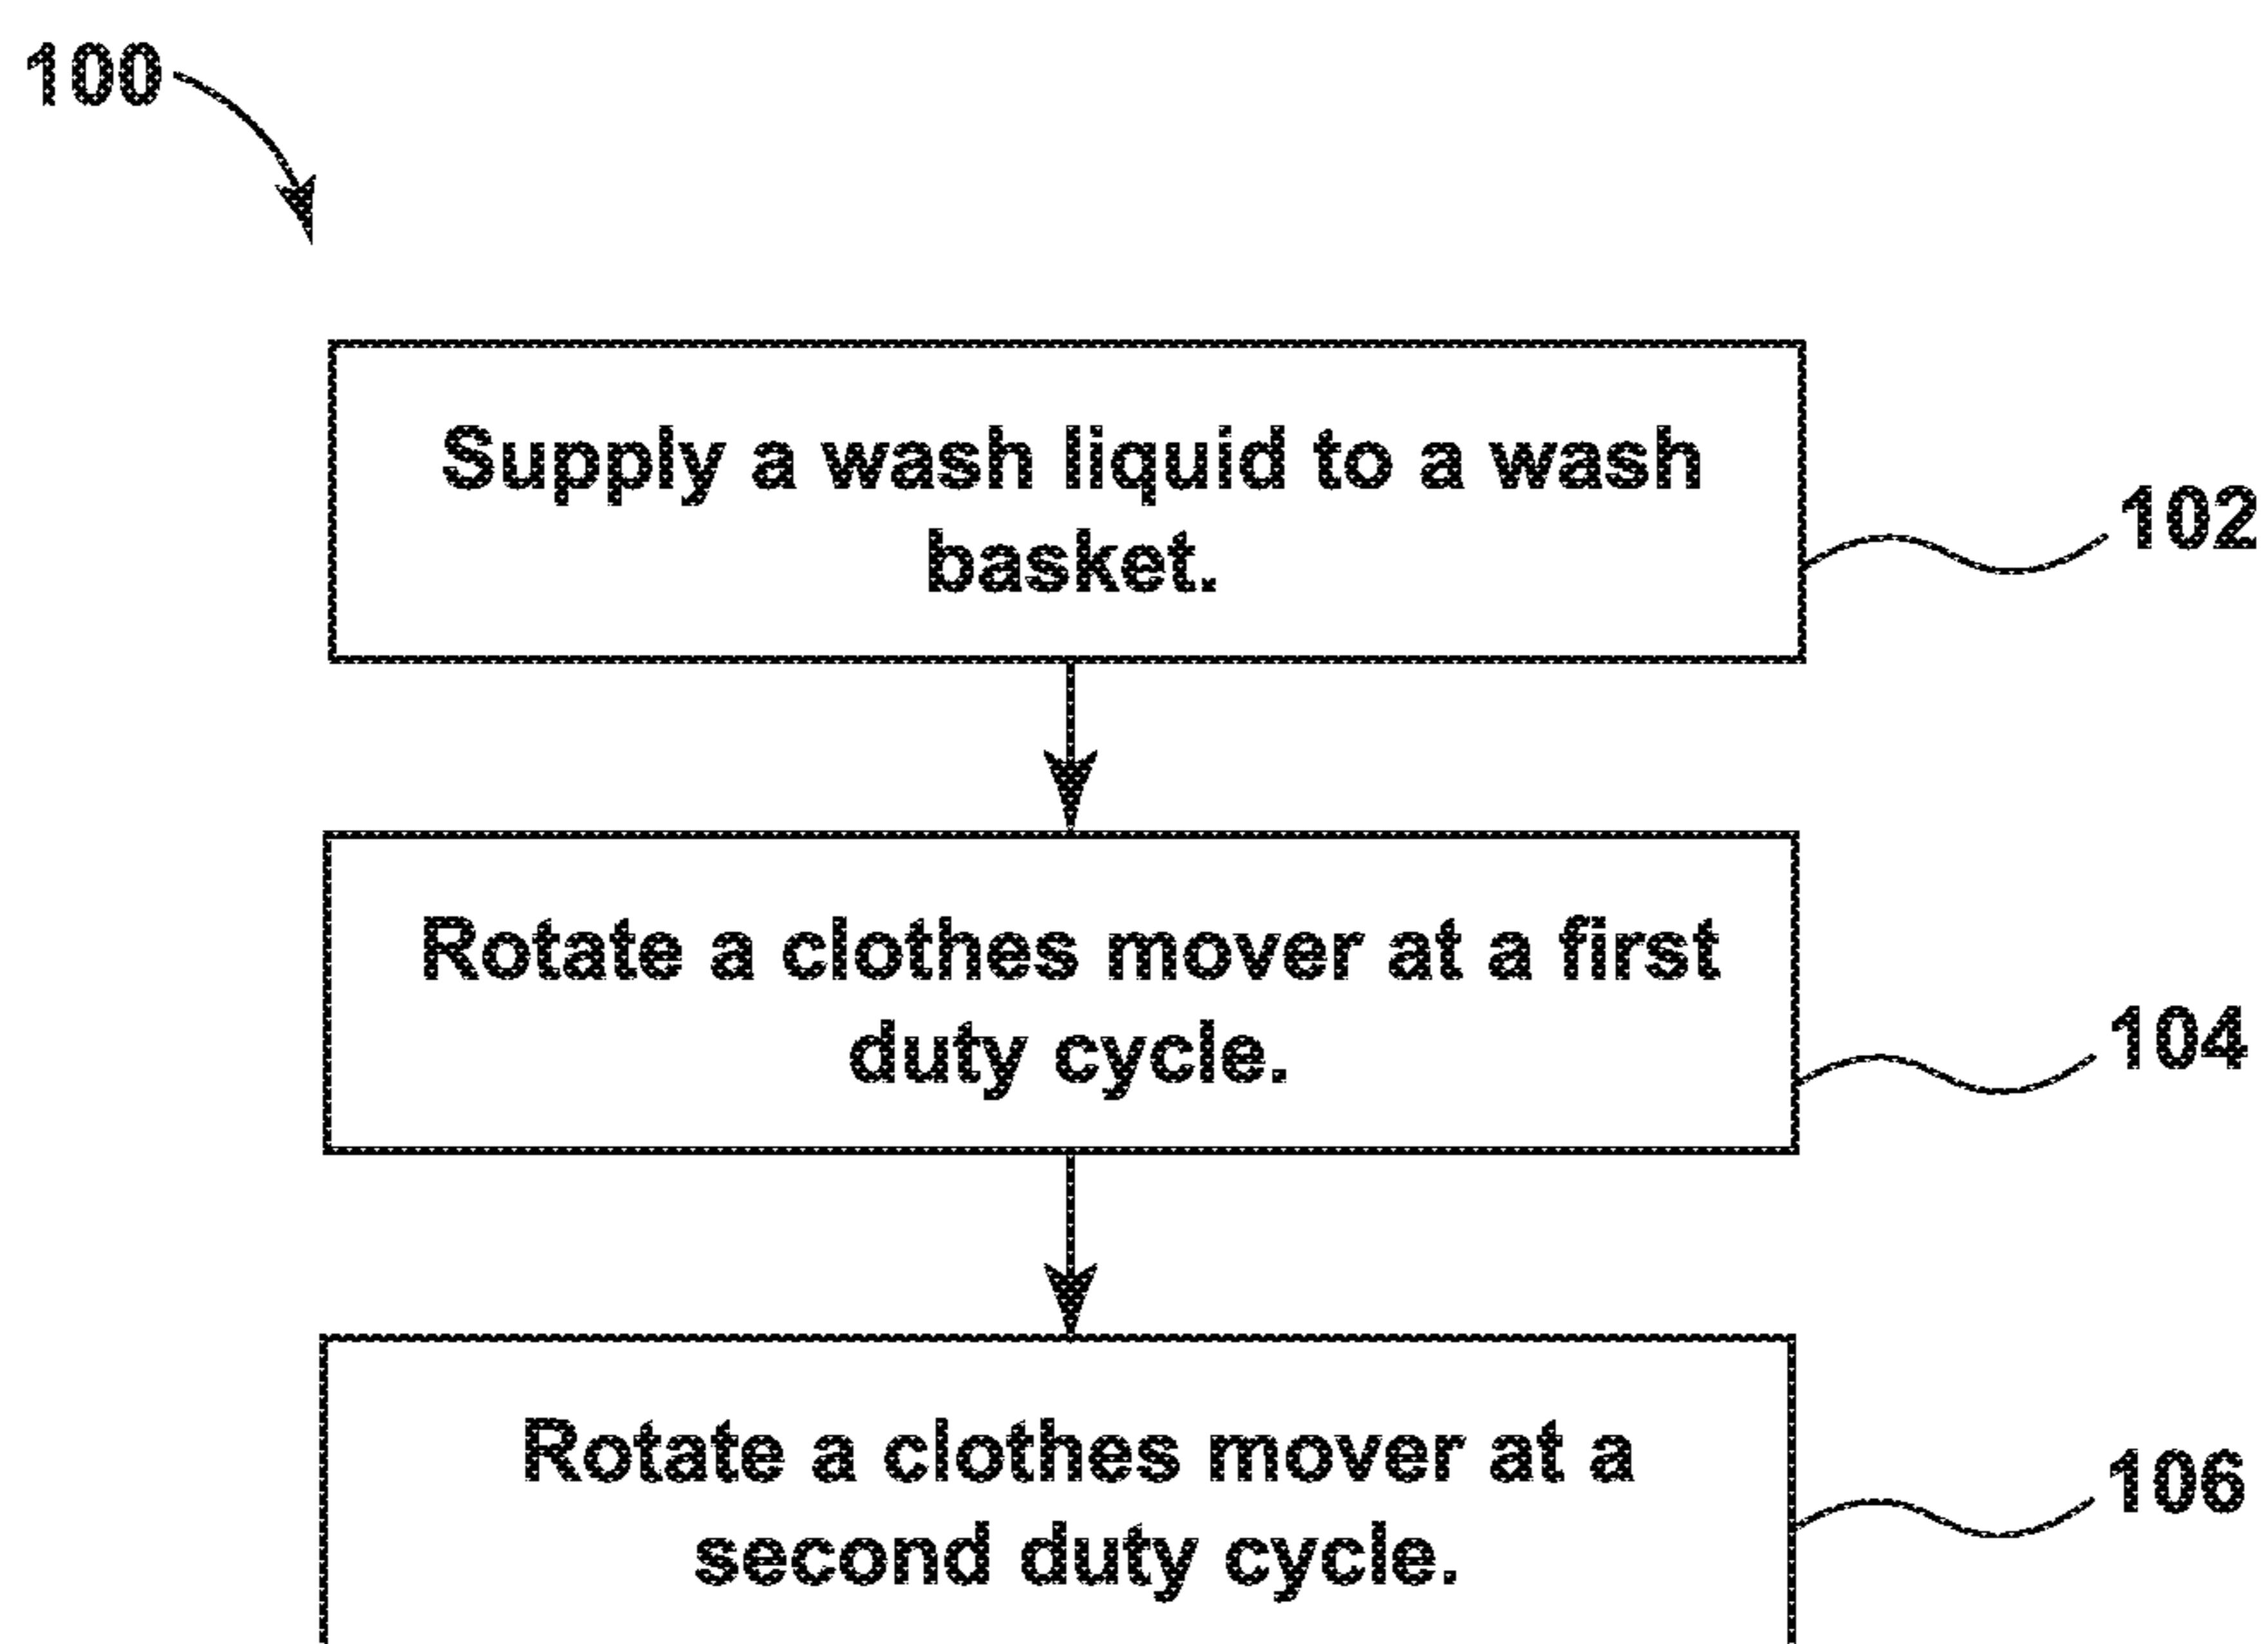 100
Supply a wash liquid to a wash
basket.
102
Rotate a clothes mover at a first
duty cycle.
104
Rotate a clothes mover at a
second duty cycle.
106